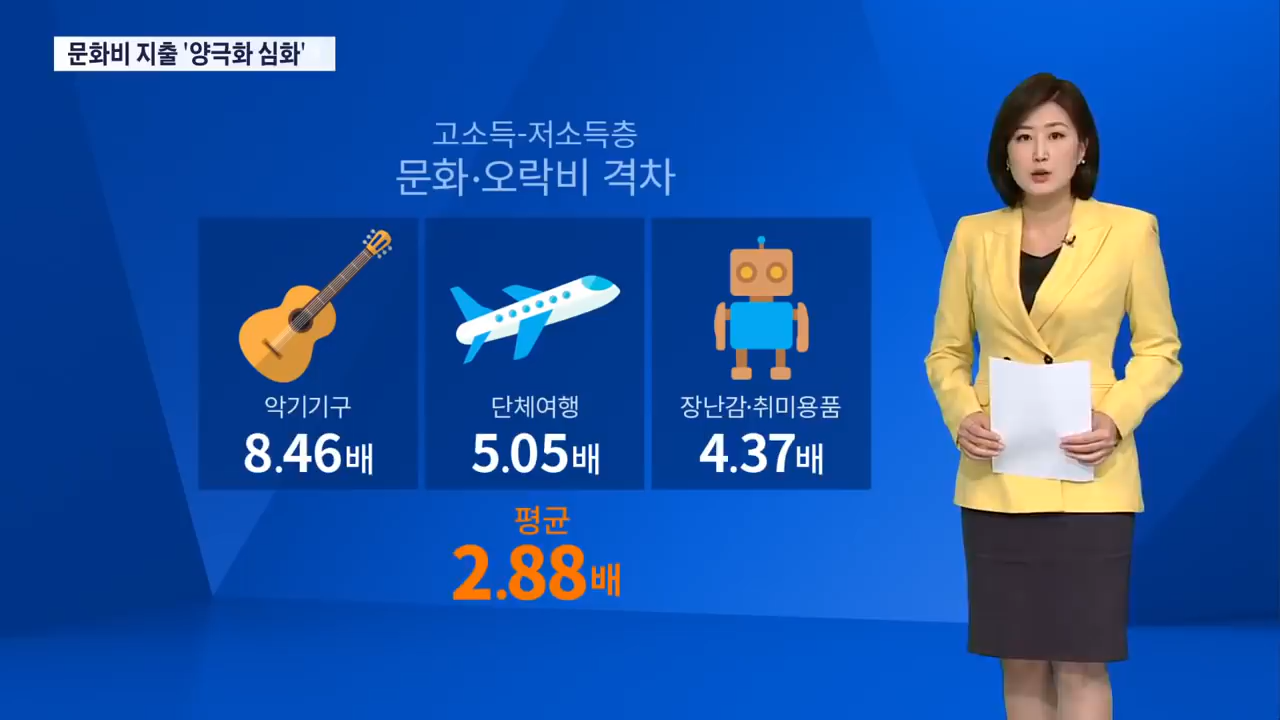 문화비 지출 '양극화 심화'
고소득-저소득층
문화·오락비 격차
악기기구
8.46배
단체여행
5.05배
장난감·취미용품
4.37배
평균
2.88배